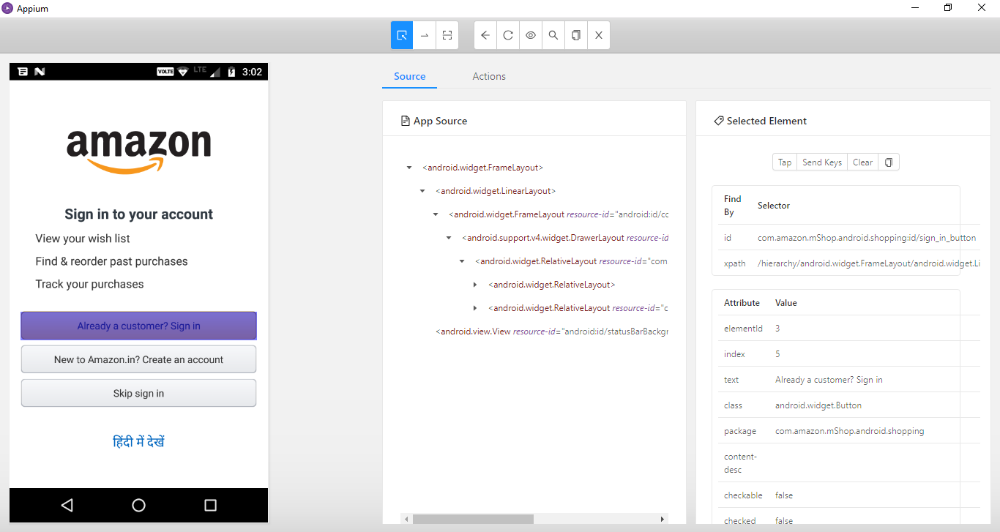 Appium
VOLTE LTE 3:02
amazon
Sign in to your account
View your wish list
Find & reorder past purchases
Track your purchases
Already a customer? Sign in
New to Amazon.in? Create an account
Skip sign in
हिंदी में देखें
Source Actions
App Source
<android.widget.FrameLayout>
<android.widget.LinearLayout>
<android.widget.FrameLayout resource-id="android:id/cc
<android.support.v4.widget.DrawerLayout resource-id
<android.widget.RelativeLayout resource-id="com
<android.widget.RelativeLayout>
<android.widget.RelativeLayout resource-id="c
<android.view.View resource-id="android:id/statusBarBackgr
Selected Element
Tap Send Keys Clear
Find By Selector
id com.amazon.mShop.android.shopping:id/sign_in_button
xpath /hierarchy/android.widget.FrameLayout/android.widget.Li
Attribute Value
elementId 3
index 5
text Already a customer? Sign in
class android.widget.Button
package com.amazon.mShop.android.shopping
content-
desc
checkable false
checked false